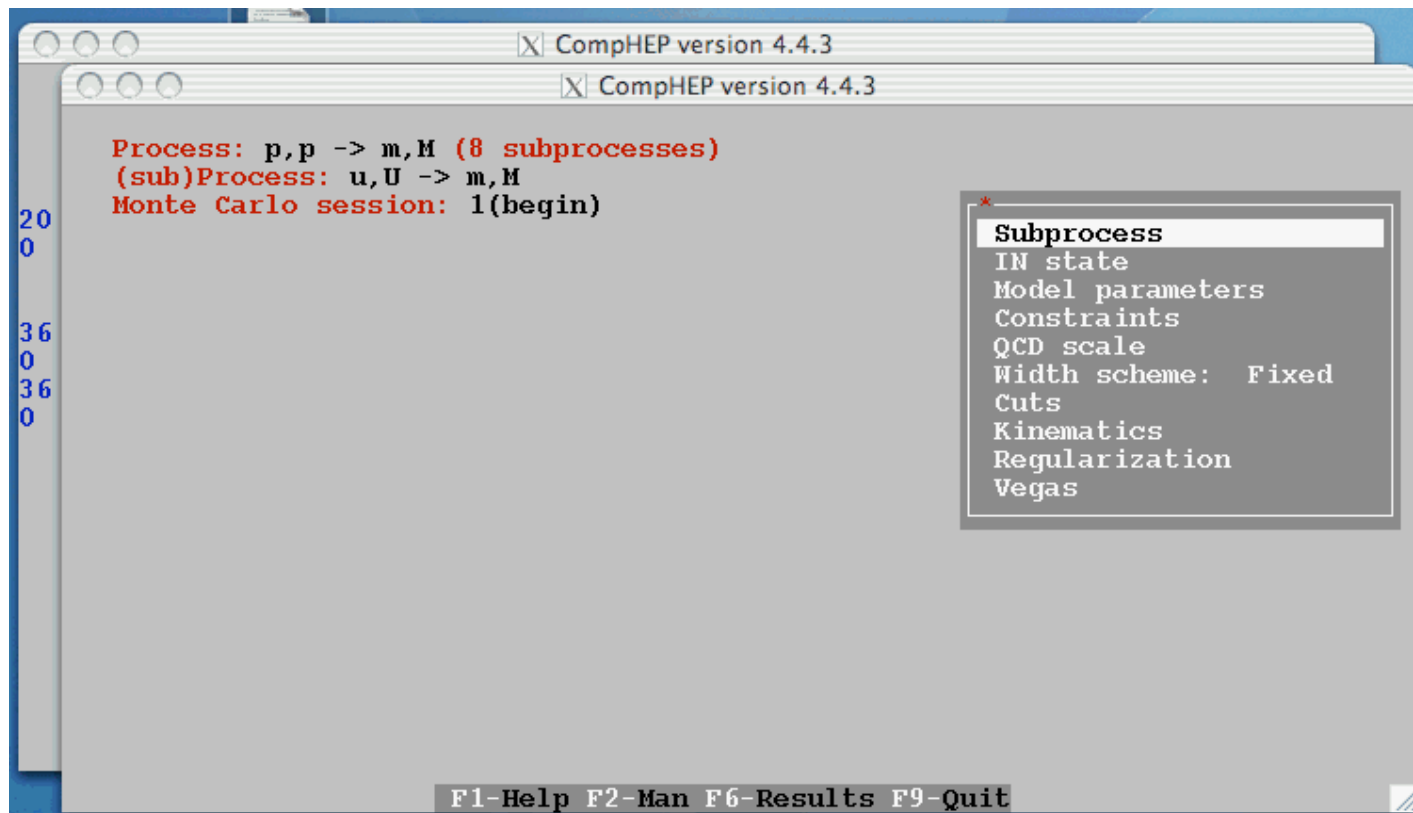 CompHEP version 4.4.3
CompHEP version 4.4.3
Process: p,p -> m,M (8 subprocesses)
(sub)Process: u,U -> m,M
Monte Carlo session: 1(begin)
20
0
36
0
36
0
*
Subprocess
IN state
Model parameters
Constraints
QCD scale
Width scheme: Fixed
Cuts
Kinematics
Regularization
Vegas
F1-Help F2-Man F6-Results F9-Quit